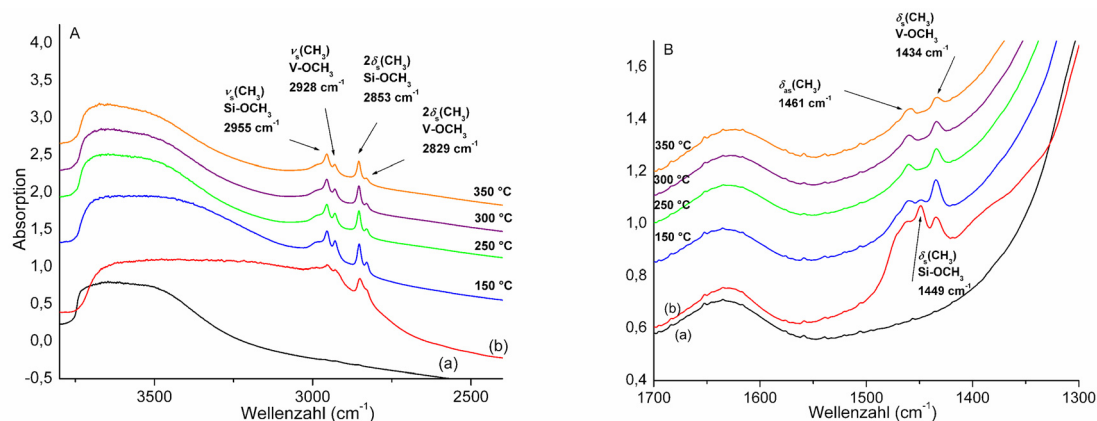 A
4,0
3,5
3,0
2,5
2,0
1,5
1,0
0,5
0,0
-0,5
Absorption
νs(CH3)
Si-OCH3
2955 cm-1
νs(CH3)
V-OCH3
2928 cm-1
2δs(CH3)
Si-OCH3
2853 cm-1
2δs(CH3)
V-OCH3
2829 cm-1
350 °C
300 °C
250 °C
150 °C
(b)
(a)
3500
3000
2500
Wellenzahl (cm-1)
B
1,6
1,4
1,2
1,0
0,8
0,6
0,4
δs(CH3)
V-OCH3
1434 cm-1
δas(CH3)
1461 cm-1
350 °C
300 °C
250 °C
150 °C
δs(CH3)
Si-OCH3
1449 cm-1
(b)
(a)
1700
1600
1500
1400
1300
Wellenzahl (cm-1)